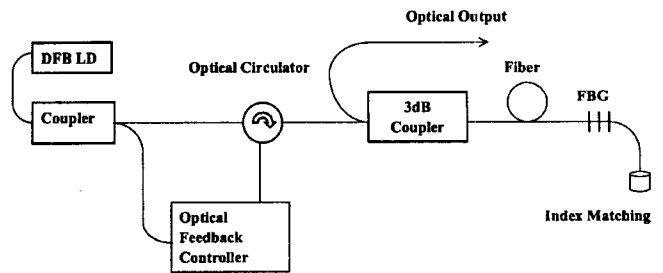 Optical Output
DFB LD
Optical Circulator
Fiber
FBG
Coupler
3dB
Coupler
Optical
Feedback
Controller
Index Matching